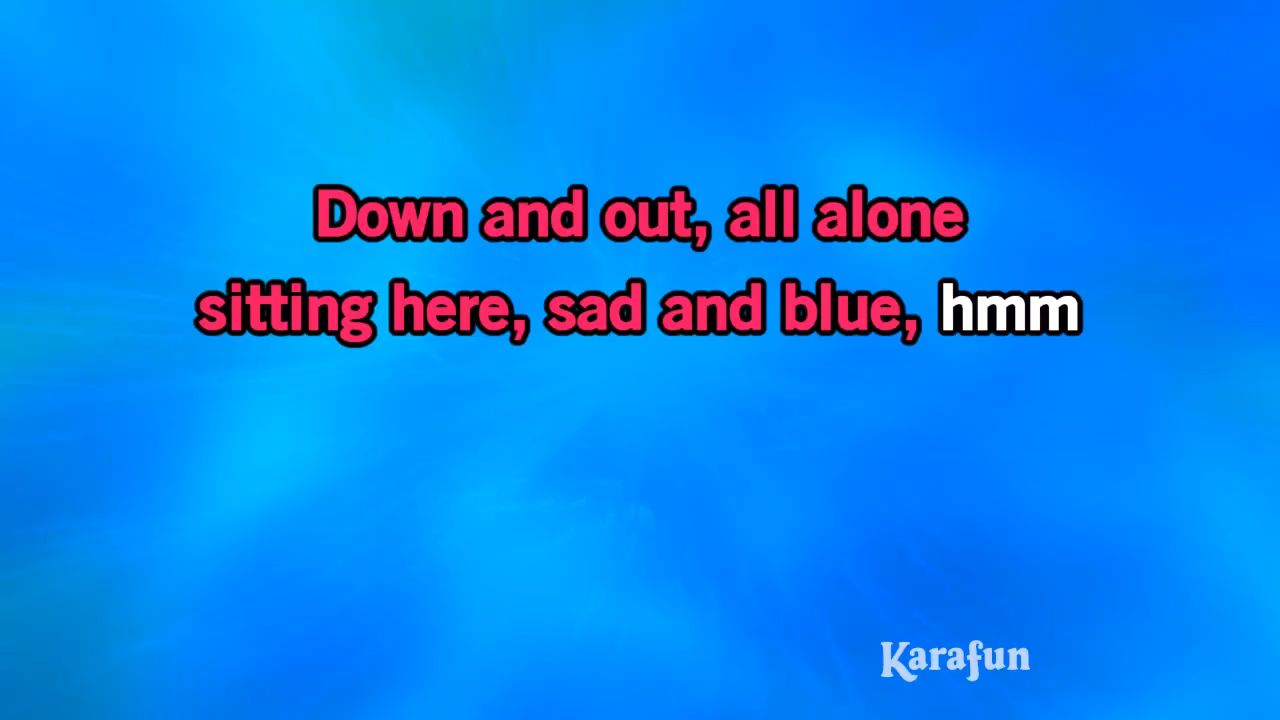 Down and out, all alone
sitting here, sad and blue, hmm
Karafun